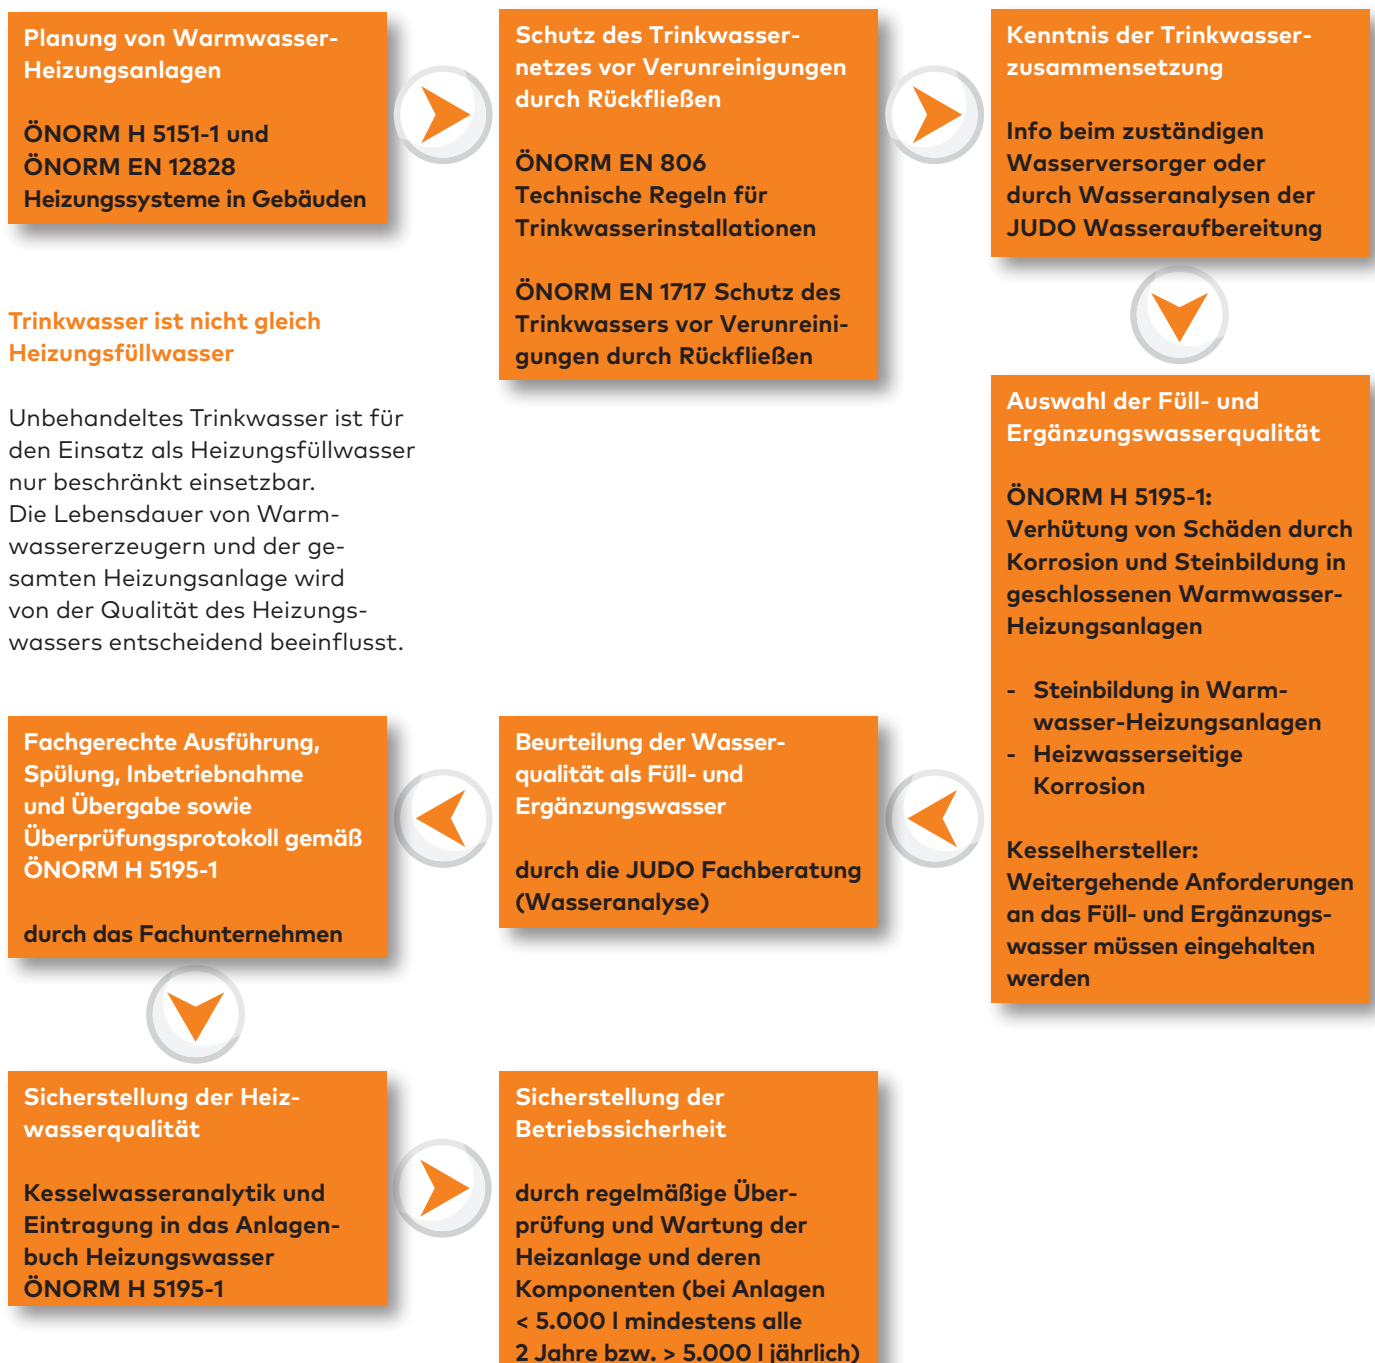 Planung von Warmwasser-
Heizungsanlagen
ÖNORM H 5151-1 und
ÖNORM EN 12828
Heizungssysteme in Gebäuden
Schutz des Trinkwasser-
netzes vor Verunreinigungen
durch Rückfließen
ÖNORM EN 806
Technische Regeln für
Trinkwasserinstallationen
ÖNORM EN 1717 Schutz des
Trinkwassers vor Verunreini-
gungen durch Rückfließen
Kenntnis der Trinkwasser-
zusammensetzung
Info beim zuständigen
Wasserversorger oder
durch Wasseranalysen der
JUDO Wasseraufbereitung
Trinkwasser ist nicht gleich
Heizungsfüllwasser
Unbehandeltes Trinkwasser ist für
den Einsatz als Heizungsfüllwasser
nur beschränkt einsetzbar.
Die Lebensdauer von Warm-
wassererzeugern und der ge-
samten Heizungsanlage wird
von der Qualität des Heizungs-
wassers entscheidend beeinflusst.
Auswahl der Füll- und
Ergänzungswasserqualität
ÖNORM H 5195-1:
Verhütung von Schäden durch
Korrosion und Steinbildung in
geschlossenen Warmwasser-
Heizungsanlagen
- Steinbildung in Warm-
wasser-Heizungsanlagen
- Heizwasserseitige
Korrosion
Kesselhersteller:
Weitergehende Anforderungen
an das Füll- und Ergänzungs-
wasser müssen eingehalten
werden
Beurteilung der Wasser-
qualität als Füll- und
Ergänzungswasser
durch die JUDO Fachberatung
(Wasseranalyse)
Fachgerechte Ausführung,
Spülung, Inbetriebnahme
und Übergabe sowie
Überprüfungsprotokoll gemäß
ÖNORM H 5195-1
durch das Fachunternehmen
Sicherstellung der Heiz-
wasserqualität
Kesselwasseranalytik und
Eintragung in das Anlagen-
buch Heizungswasser
ÖNORM H 5195-1
Sicherstellung der
Betriebssicherheit
durch regelmäßige Über-
prüfung und Wartung der
Heizanlage und deren
Komponenten (bei Anlagen
< 5.000 l mindestens alle
2 Jahre bzw. > 5.000 l jährlich)